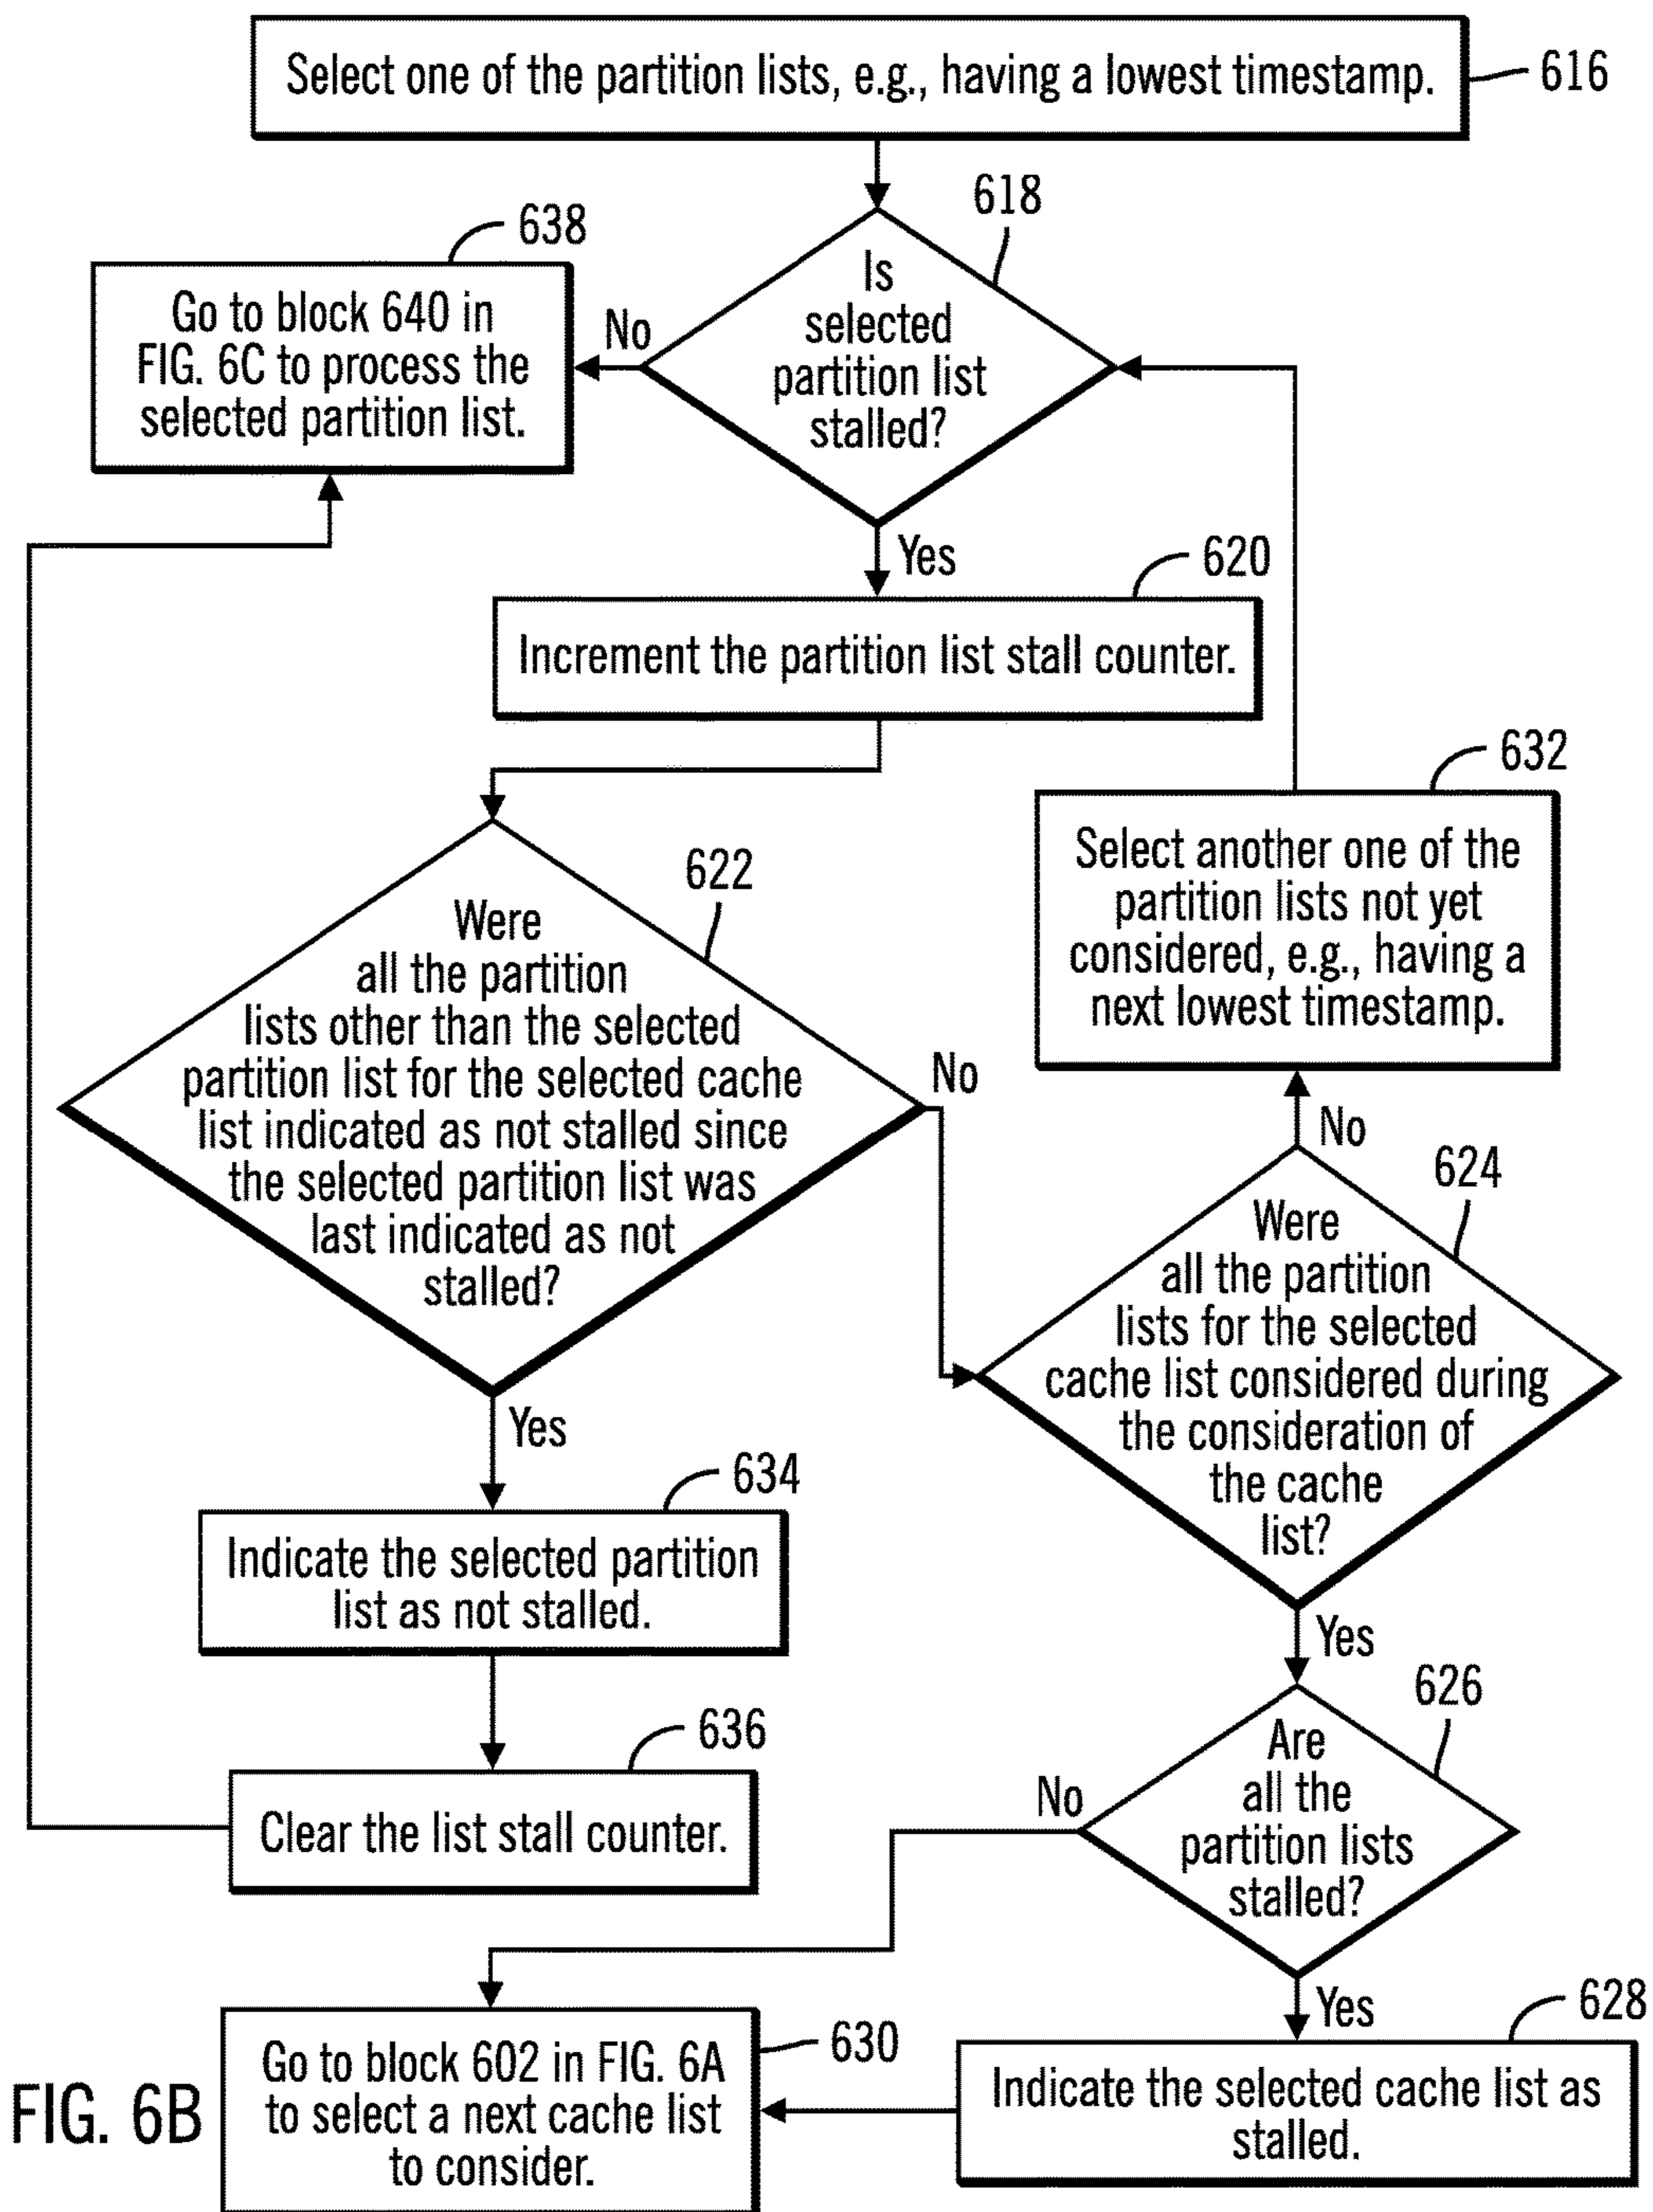 Select one of the partition lists, e.g., having a lowest timestamp.
616
618
638
Is
selected
partition list
stalled?
No
Go to block 640 in
FIG. 6C to process the
selected partition list.
Yes
620
Increment the partition list stall counter.
632
Select another one of the
partition lists not yet
considered, e.g., having a
next lowest timestamp.
622
Were
all the partition
lists other than the selected
partition list for the selected cache
list indicated as not stalled since
the selected partition list was
last indicated as not
stalled?
No
No
624
Were
all the partition
lists for the selected
cache list considered during
the consideration of
the cache
list?
Yes
634
Indicate the selected partition
list as not stalled.
Yes
626
636
Clear the list stall counter.
No
Are
all the
partition lists
stalled?
Yes
628
Indicate the selected cache list as
stalled.
630
Go to block 602 in FIG. 6A
to select a next cache list
to consider.
FIG. 6B